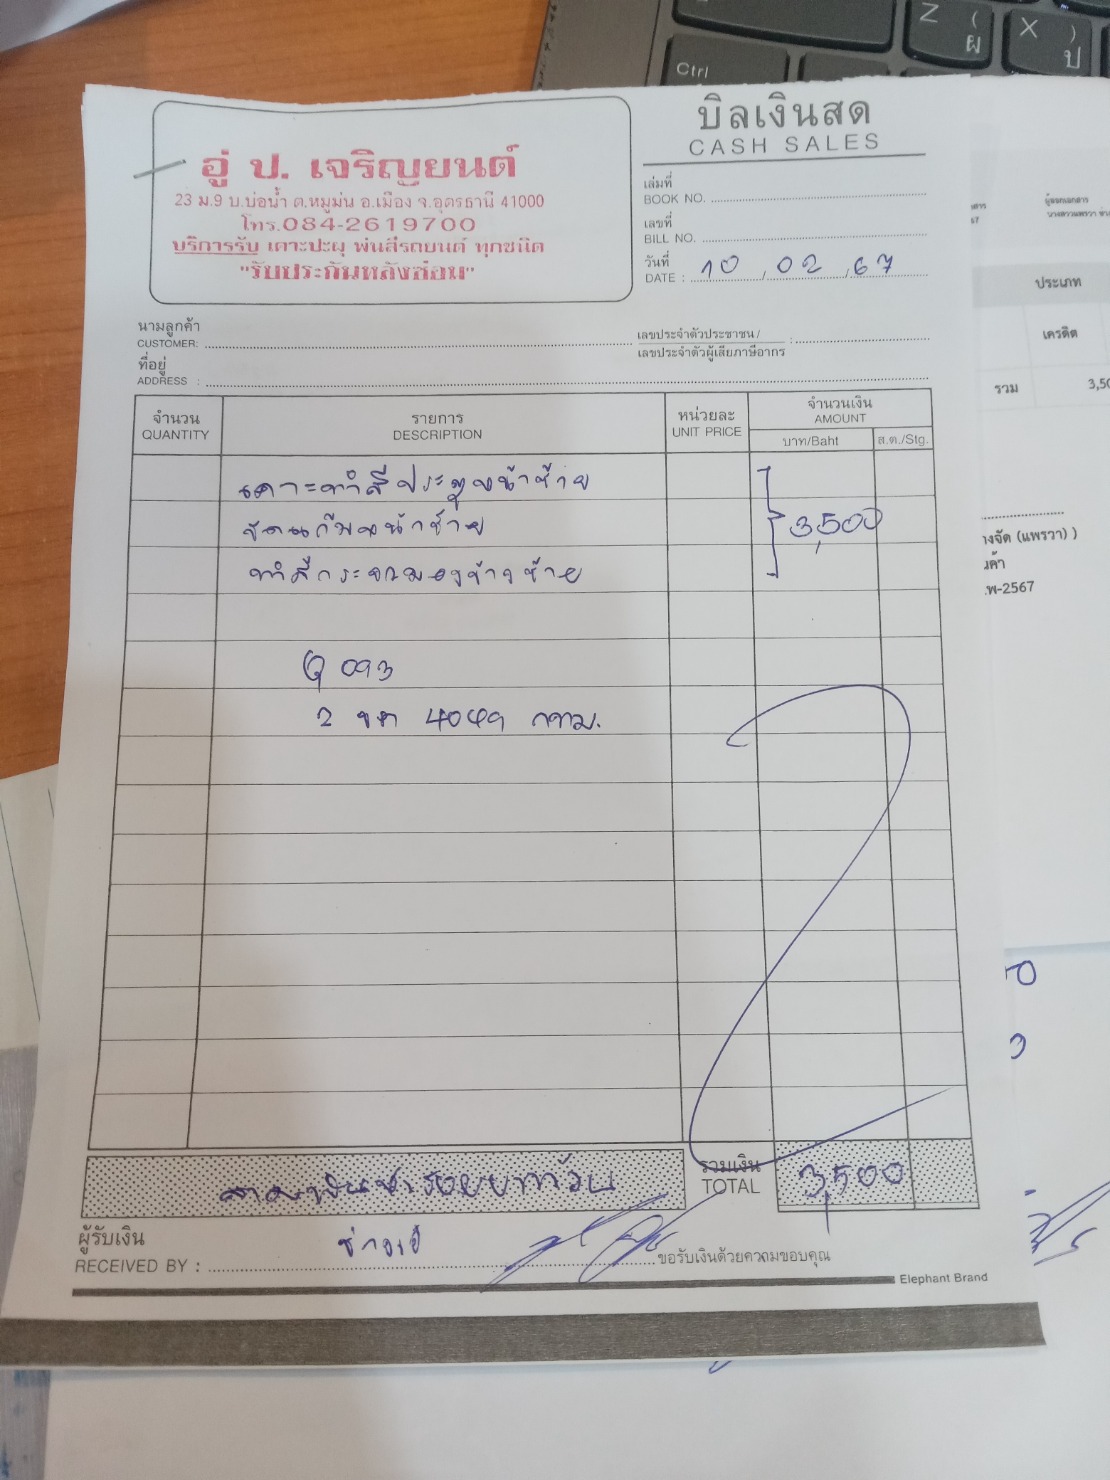 Z (
ผ
X )
ป
Ctrl
บิลเงินสด
CASH SALES
อู่ ป. เจริญยนต์
23 ม.9 บ.บ่อน้ำ ต.หมูม่น อ.เมือง จ.อุดรธานี 41000
โทร.084-2619700
บริการรับ เคาะปะผุ พ่นสีรถยนต์ ทุกชนิด
"รับประกันหลังซ่อม"
เล่มที่
BOOK NO.
เลขที่
BILL NO.
วันที่
DATE : 10 , 02 , 67
นามลูกค้า
CUSTOMER:
เลขประจำตัวประชาชน /
เลขประจำตัวผู้เสียภาษีอากร :
ที่อยู่
ADDRESS :
จำนวน
QUANTITY
รายการ
DESCRIPTION
หน่วยละ
UNIT PRICE
จำนวนเงิน
AMOUNT
บาท/Baht
ส.ต./Stg.
เคาะทำสีประตูหน้าซ้าย
ขัดแก้มหน้าซ้าย
3,500
ทำสีกระจกมองข้างซ้าย
Q 093
2 ขต 4049 กทม.
สามพันห้าร้อยบาทถ้วน
รวมเงิน
TOTAL
3,500
ผู้รับเงิน
RECEIVED BY :
ขอรับเงินด้วยความขอบคุณ
Elephant Brand
ประเภท
เครดิต
รวม
3,50
างจัด (แพรวา) )
.พ-2567